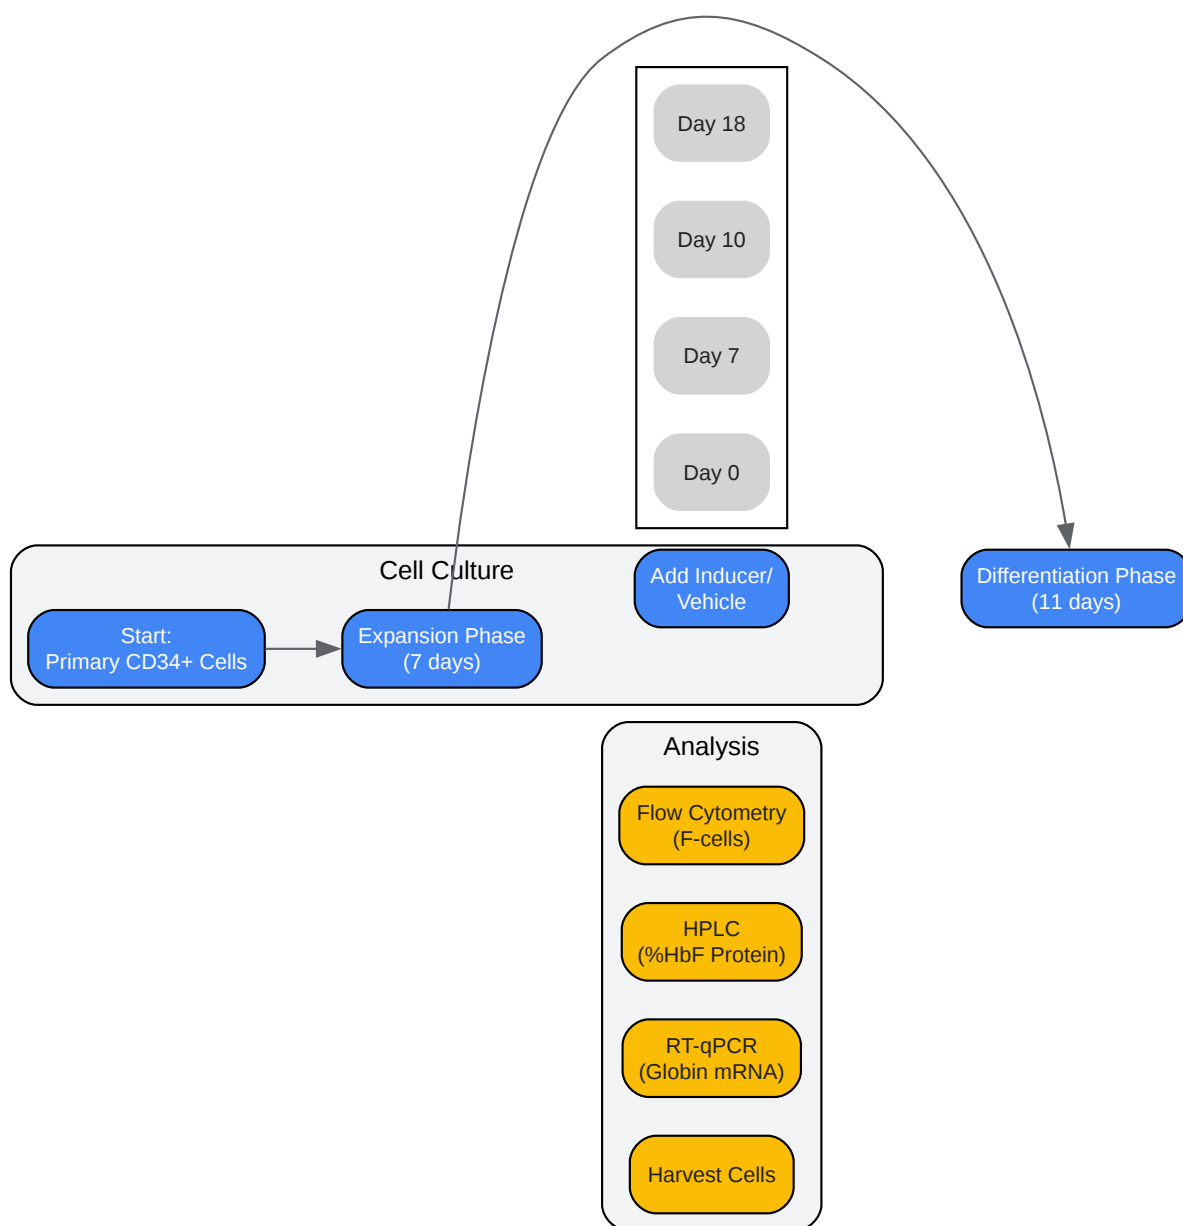 Day 18
Day 10
Day 7
Day 0
Cell Culture
Add Inducer/
Vehicle
Differentiation Phase
(11 days)
Start:
Primary CD34+ Cells
Expansion Phase
(7 days)
Analysis
Flow Cytometry
(F-cells)
HPLC
(%HbF Protein)
RT-qPCR
(Globin mRNA)
Harvest Cells